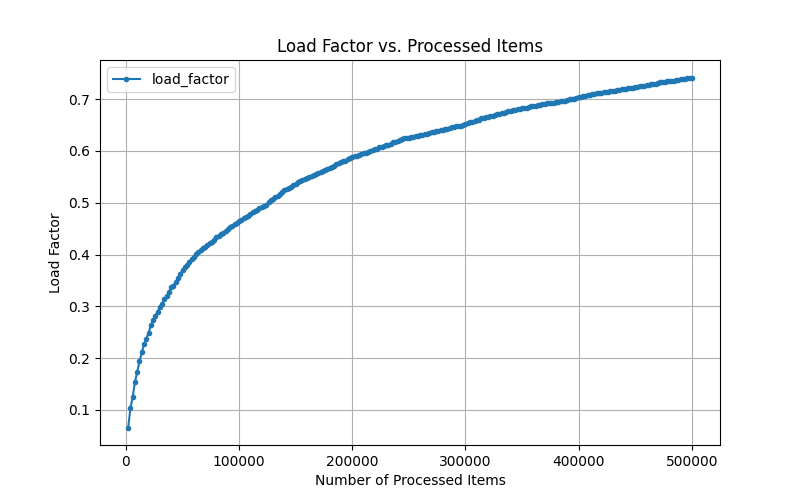 Load Factor vs. Processed Items
load_factor
0.7
0.6
0.5
0.4
0.3
0.2
0.1
Load Factor
0 100000 200000 300000 400000 500000
Number of Processed Items